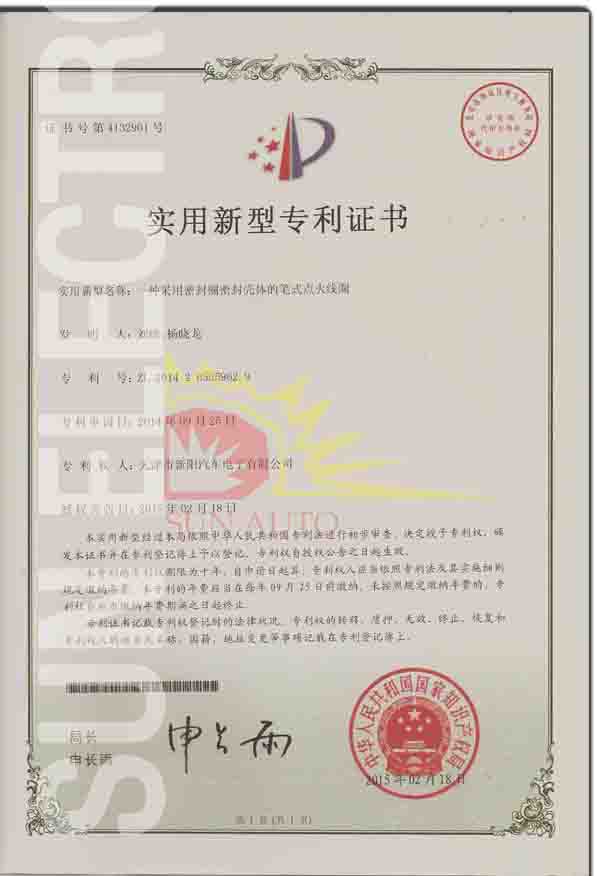 证书号第4132901号
实用新型专利证书
实用新型名称：一种采用密封圈密封壳体的笔式点火线圈
发 明 人：杨晓龙
专 利 号：ZL 2014 2
专利申请日：2014年09月25日
专 利 权 人：天津市新阳汽车电子有限公司
授权公告日：2015年02月18日
SUN AUTO
SUN ELECTR
本实用新型经过本局依照中华人民共和国专利法进行初步审查，决定授予专利权，颁
发本证书并在专利登记簿上予以登记。专利权自授权公告之日起生效。
本专利的专利权期限为十年，自申请日起算。专利权人应当依照专利法及其实施细则
规定缴纳年费。本专利的年费应当在每年09月25日前缴纳。未按照规定缴纳年费的，专
利权自应当缴纳年费期满之日起终止。
专利证书记载专利权登记时的法律状况。专利权的转移、质押、无效、终止、恢复和
专利权人的姓名或名称、国籍、地址变更等事项记载在专利登记簿上。
局长
申长雨
申长雨
中华人民共和国国家知识产权局
2015年02月18日
第1页(共1页)